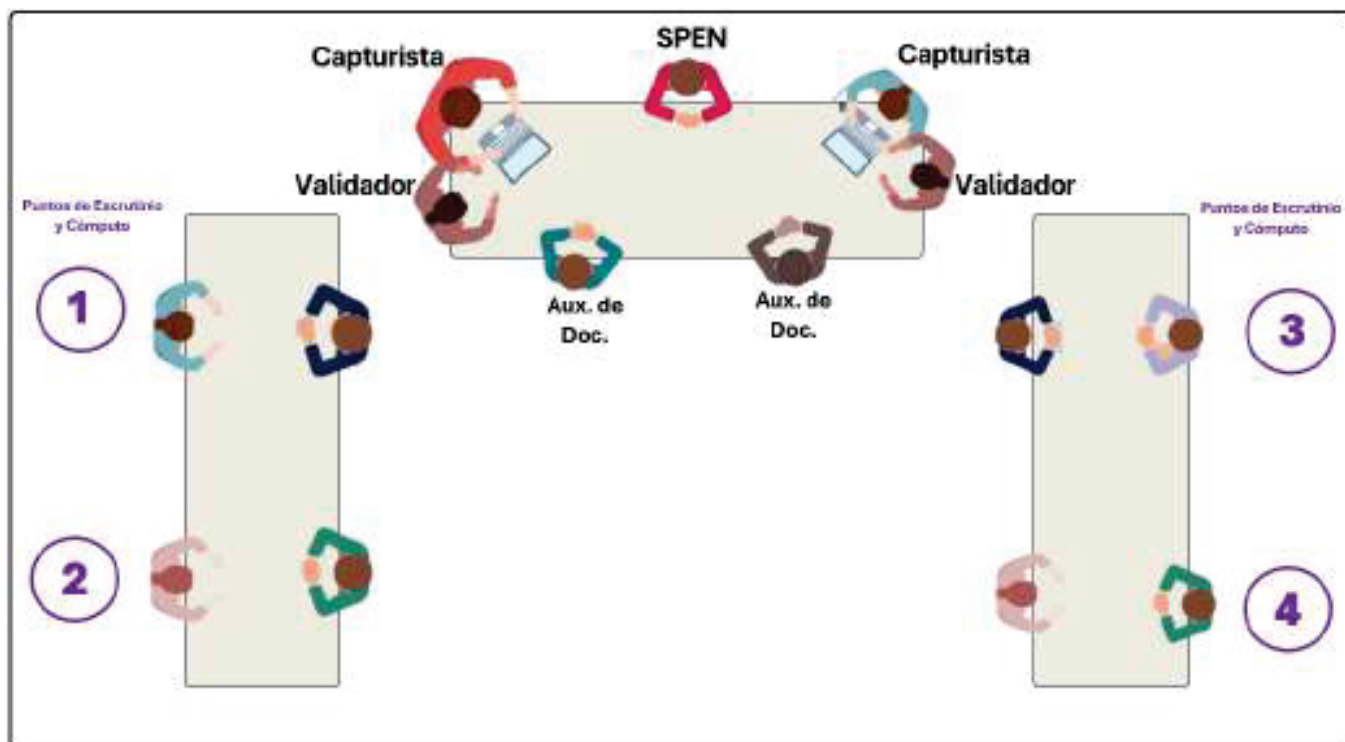 SPEN
Capturista
Capturista
Validador
Validador
Puntos de Escrutinio
y Cómputo
Puntos de Escrutinio
y Cómputo
1
Aux. de
Doc.
Aux. de
Doc.
3
2
4